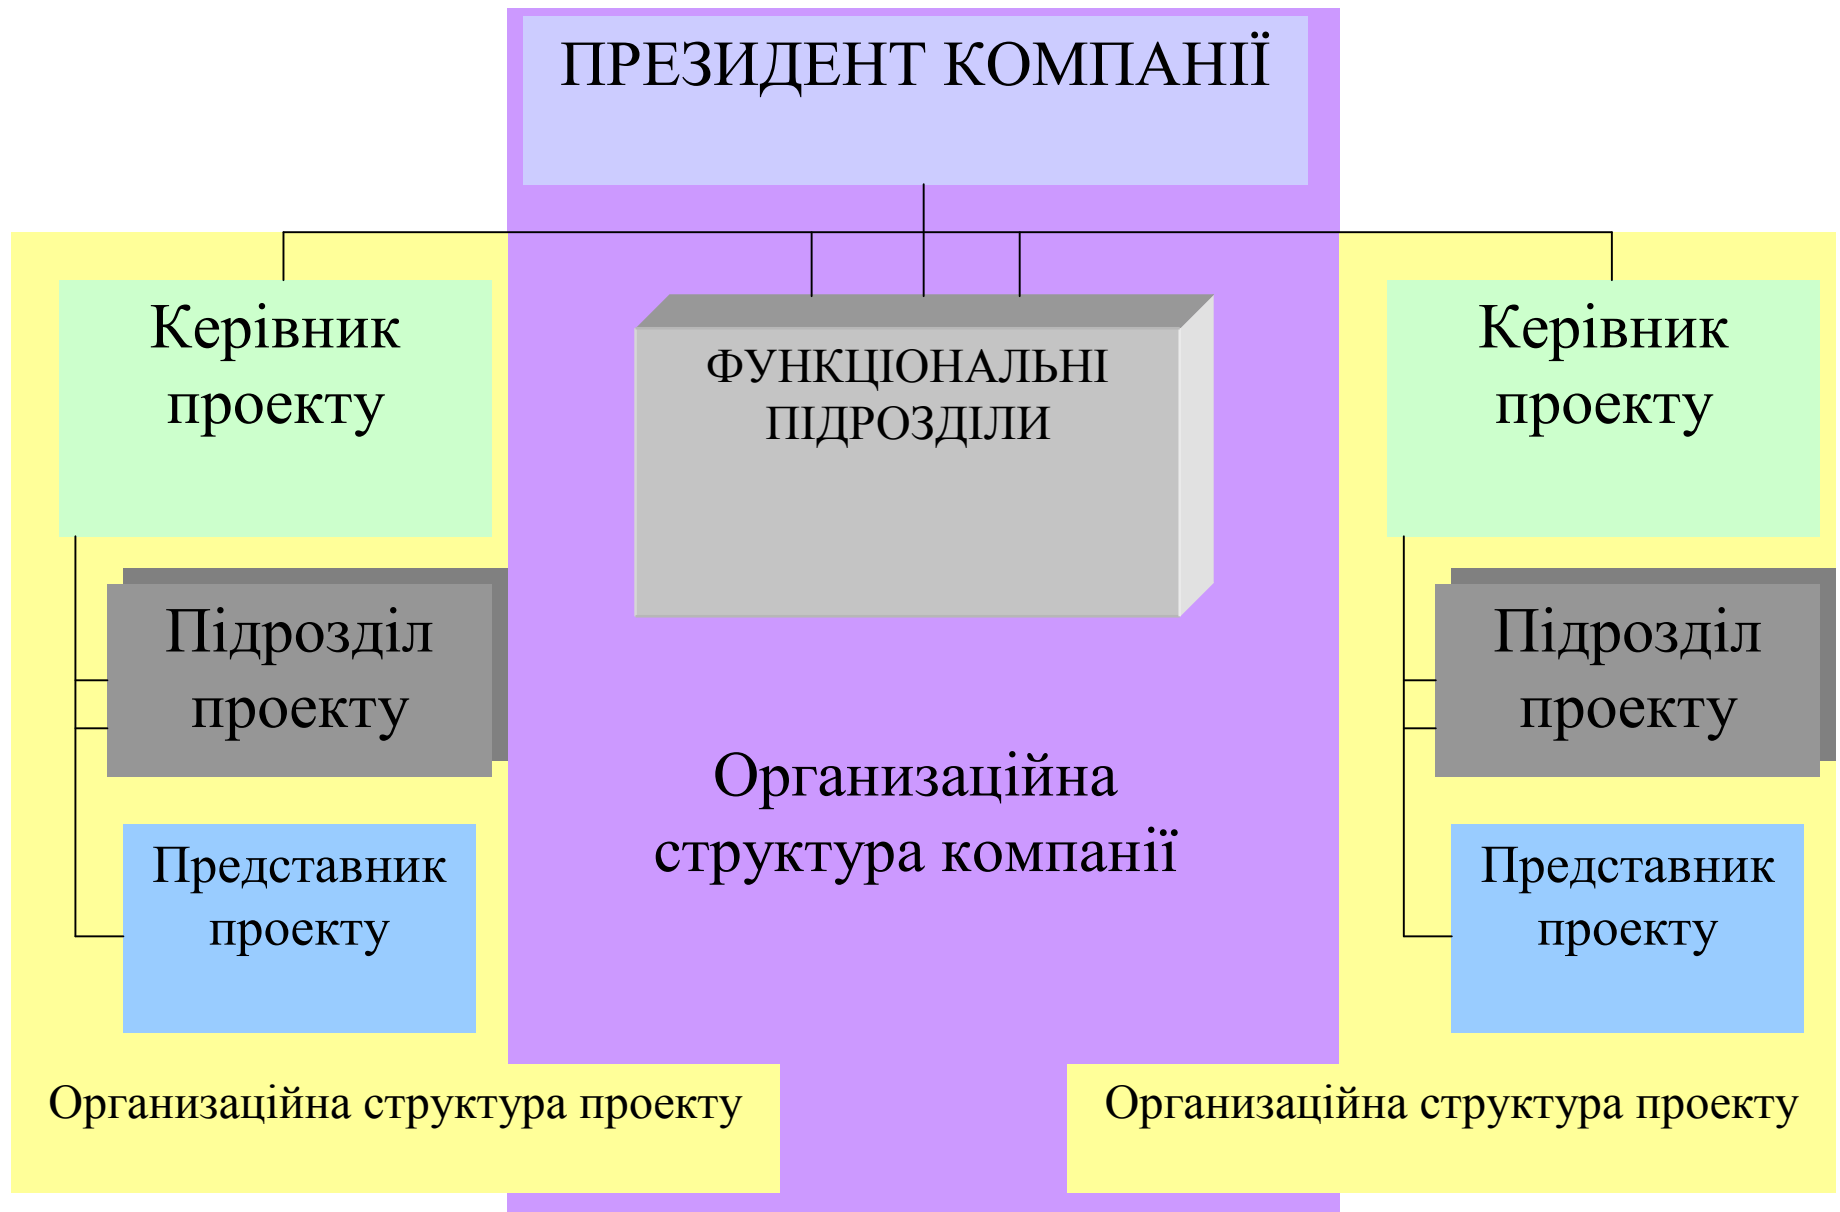 ПРЕЗИДЕНТ КОМПАНІЇ
Керівник
проекту
Підрозділ
проекту
Представник
проекту
Организаційна структура проекту
ФУНКЦІОНАЛЬНІ
ПІДРОЗДІЛИ
Организаційна
структура компанії
Керівник
проекту
Підрозділ
проекту
Представник
проекту
Организаційна структура проекту